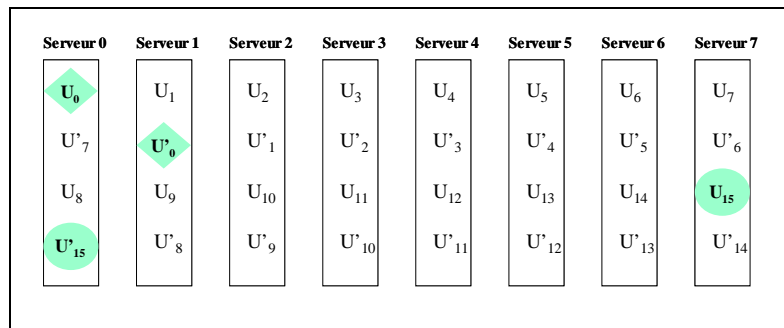 Serveur 0 Serveur 1 Serveur 2 Serveur 3 Serveur 4 Serveur 5 Serveur 6 Serveur 7
U0 U1 U2 U3 U4 U5 U6 U7
U'7 U'0 U'1 U'2 U'3 U'4 U'5 U'6
U8 U9 U10 U11 U12 U13 U14 U15
U'15 U'8 U'9 U'10 U'11 U'12 U'13 U'14